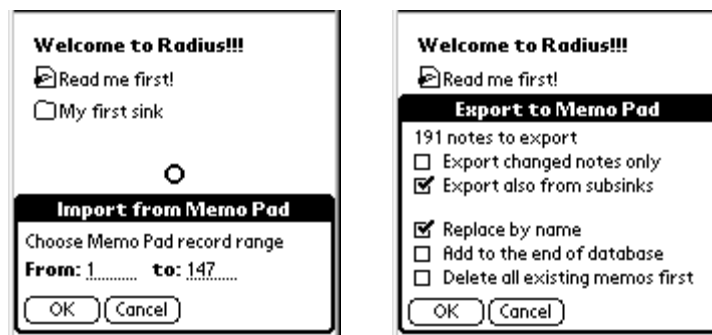 Welcome to Radius!!!
Read me first!
My first sink
Import from Memo Pad
Choose Memo Pad record range
From: 1 to: 147
OK Cancel
Welcome to Radius!!!
Read me first!
Export to Memo Pad
191 notes to export
Export changed notes only
Export also from subsinks
Replace by name
Add to the end of database
Delete all existing memos first
OK Cancel